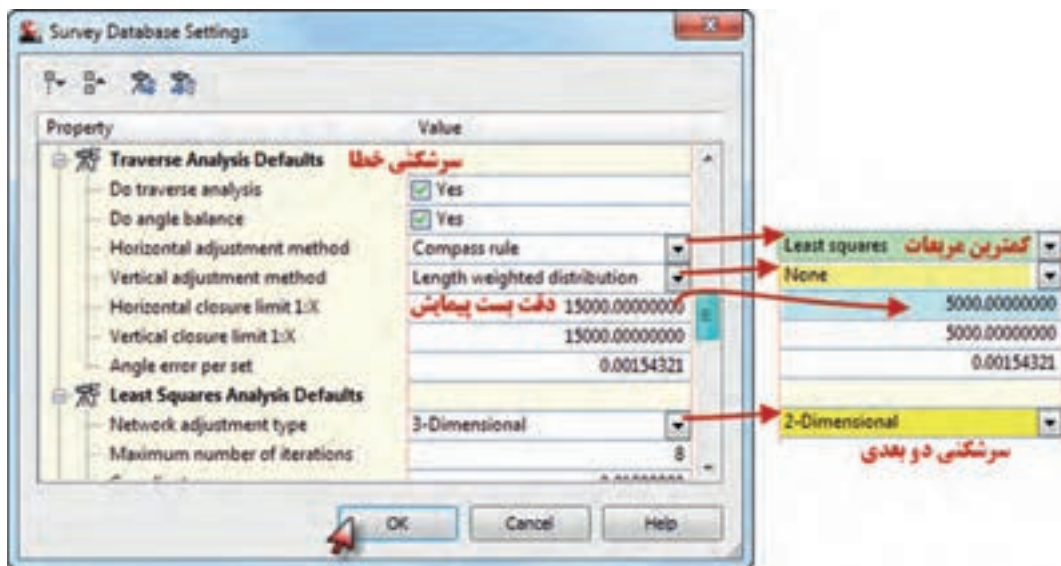 Survey Database Settings
Property Value
Traverse Analysis Defaults سرشکنی خطا
Do traverse analysis Yes
Do angle balance Yes
Horizontal adjustment method Compass rule Least squares کمترین مربعات
Vertical adjustment method Length weighted distribution None
Horizontal closure limit 1:X دقت بست پیمایش 15000.00000000 5000.00000000
Vertical closure limit 1:X 15000.00000000 5000.00000000
Angle error per set 0.00154321 0.00154321
Least Squares Analysis Defaults
Network adjustment type 3-Dimensional 2-Dimensional
Maximum number of iterations 8
سرشکنی دو بعدی
OK Cancel Help